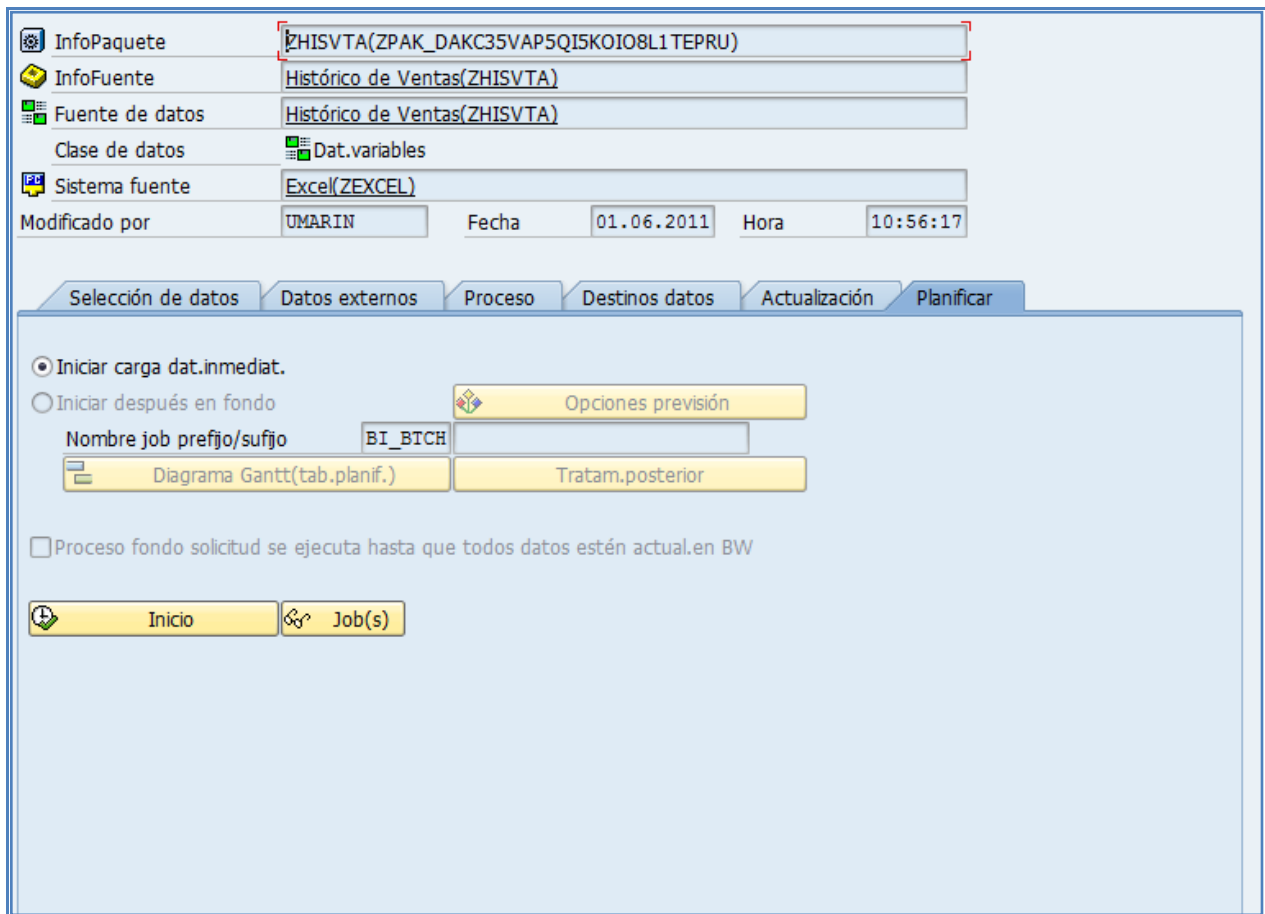 InfoPaquete ZHISVTA(ZPAK_DAKC35VAP5QI5KOIO8L1TEPRU)
InfoFuente Histórico de Ventas(ZHISVTA)
Fuente de datos Histórico de Ventas(ZHISVTA)
Clase de datos Dat.variables
Sistema fuente Excel(ZEXCEL)
Modificado por UMARIN Fecha 01.06.2011 Hora 10:56:17
Selección de datos Datos externos Proceso Destinos datos Actualización Planificar
Iniciar carga dat.inmediat.
Iniciar después en fondo Opciones previsión
Nombre job prefijo/sufijo BI_BTCH
Diagrama Gantt(tab.planif.) Tratam.posterior
Proceso fondo solicitud se ejecuta hasta que todos datos estén actual.en BW
Inicio Job(s)